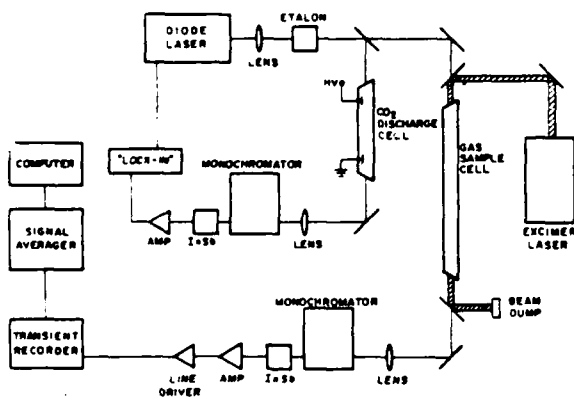 ETALON
DIODE
LASER
LENS
HV
CO2
DISCHARGE
CELL
GAS
SAMPLE
CELL
"LOCK-IN"
MONOCHROMATOR
COMPUTER
EXCIMER
LASER
SIGNAL
AVERAGER
AMP
InSb
LENS
BEAM
DUMP
MONOCHROMATOR
TRANSIENT
RECORDER
LINE
DRIVER
AMP
InSb
LENS